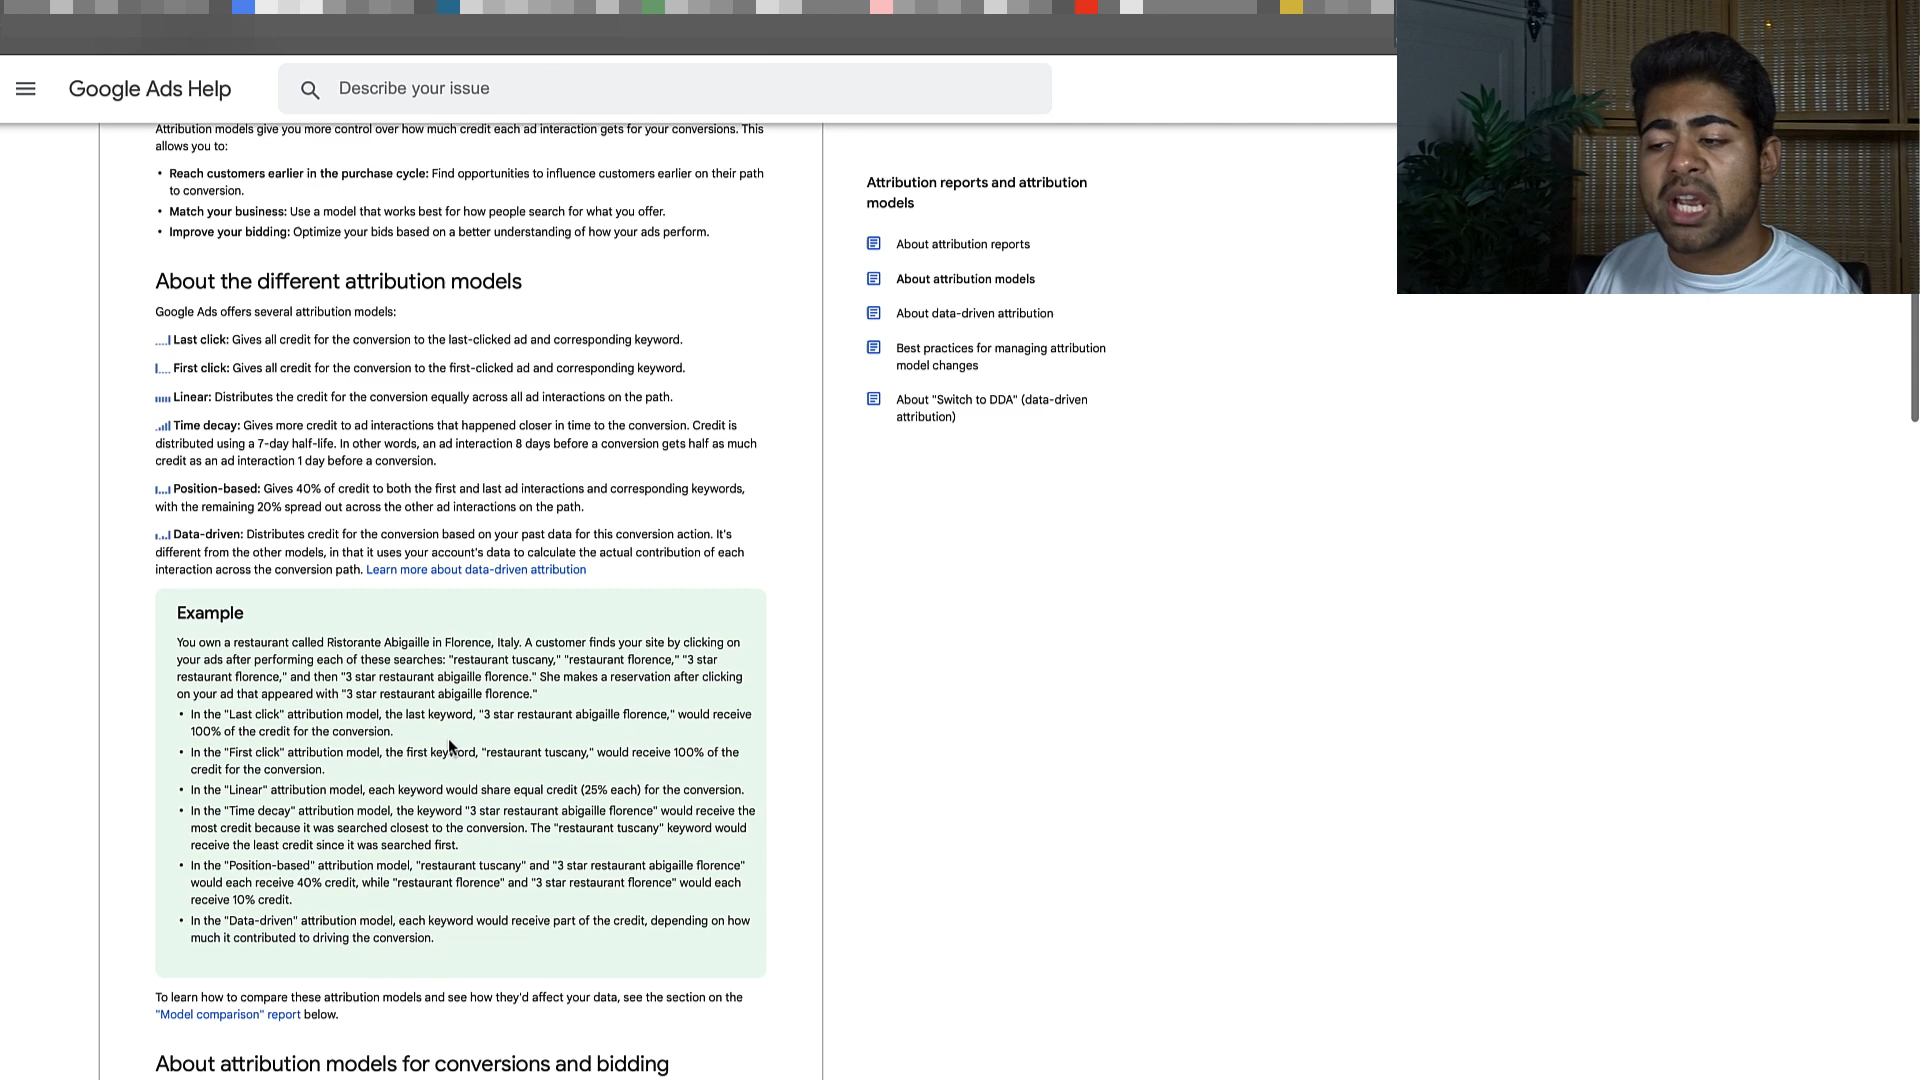 Google Ads Help
Describe your issue
Attribution models give you more control over how much credit each ad interaction gets for your conversions. This
allows you to:
• Reach customers earlier in the purchase cycle: Find opportunities to influence customers earlier on their path
to conversion.
• Match your business: Use a model that works best for how people search for what you offer.
• Improve your bidding: Optimize your bids based on a better understanding of how your ads perform.
About the different attribution models
Google Ads offers several attribution models:
Last click: Gives all credit for the conversion to the last-clicked ad and corresponding keyword.
First click: Gives all credit for the conversion to the first-clicked ad and corresponding keyword.
Linear: Distributes the credit for the conversion equally across all ad interactions on the path.
Time decay: Gives more credit to ad interactions that happened closer in time to the conversion. Credit is
distributed using a 7-day half-life. In other words, an ad interaction 8 days before a conversion gets half as much
credit as an ad interaction 1 day before a conversion.
Position-based: Gives 40% of credit to both the first and last ad interactions and corresponding keywords,
with the remaining 20% spread out across the other ad interactions on the path.
Data-driven: Distributes credit for the conversion based on your past data for this conversion action. It's
different from the other models, in that it uses your account's data to calculate the actual contribution of each
interaction across the conversion path. Learn more about data-driven attribution
Example
You own a restaurant called Ristorante Abigaille in Florence, Italy. A customer finds your site by clicking on
your ads after performing each of these searches: "restaurant tuscany," "restaurant florence," "3 star
restaurant florence," and then "3 star restaurant abigaille florence." She makes a reservation after clicking
on your ad that appeared with "3 star restaurant abigaille florence."
• In the "Last click" attribution model, the last keyword, "3 star restaurant abigaille florence," would receive
100% of the credit for the conversion.
• In the "First click" attribution model, the first keyword, "restaurant tuscany," would receive 100% of the
credit for the conversion.
• In the "Linear" attribution model, each keyword would share equal credit (25% each) for the conversion.
• In the "Time decay" attribution model, the keyword "3 star restaurant abigaille florence" would receive the
most credit because it was searched closest to the conversion. The "restaurant tuscany" keyword would
receive the least credit since it was searched first.
• In the "Position-based" attribution model, "restaurant tuscany" and "3 star restaurant abigaille florence"
would each receive 40% credit, while "restaurant florence" and "3 star restaurant florence" would each
receive 10% credit.
• In the "Data-driven" attribution model, each keyword would receive part of the credit, depending on how
much it contributed to driving the conversion.
To learn how to compare these attribution models and see how they'd affect your data, see the section on the
"Model comparison" report below.
About attribution models for conversions and bidding
Attribution reports and attribution
models
About attribution reports
About attribution models
About data-driven attribution
Best practices for managing attribution
model changes
About "Switch to DDA" (data-driven
attribution)